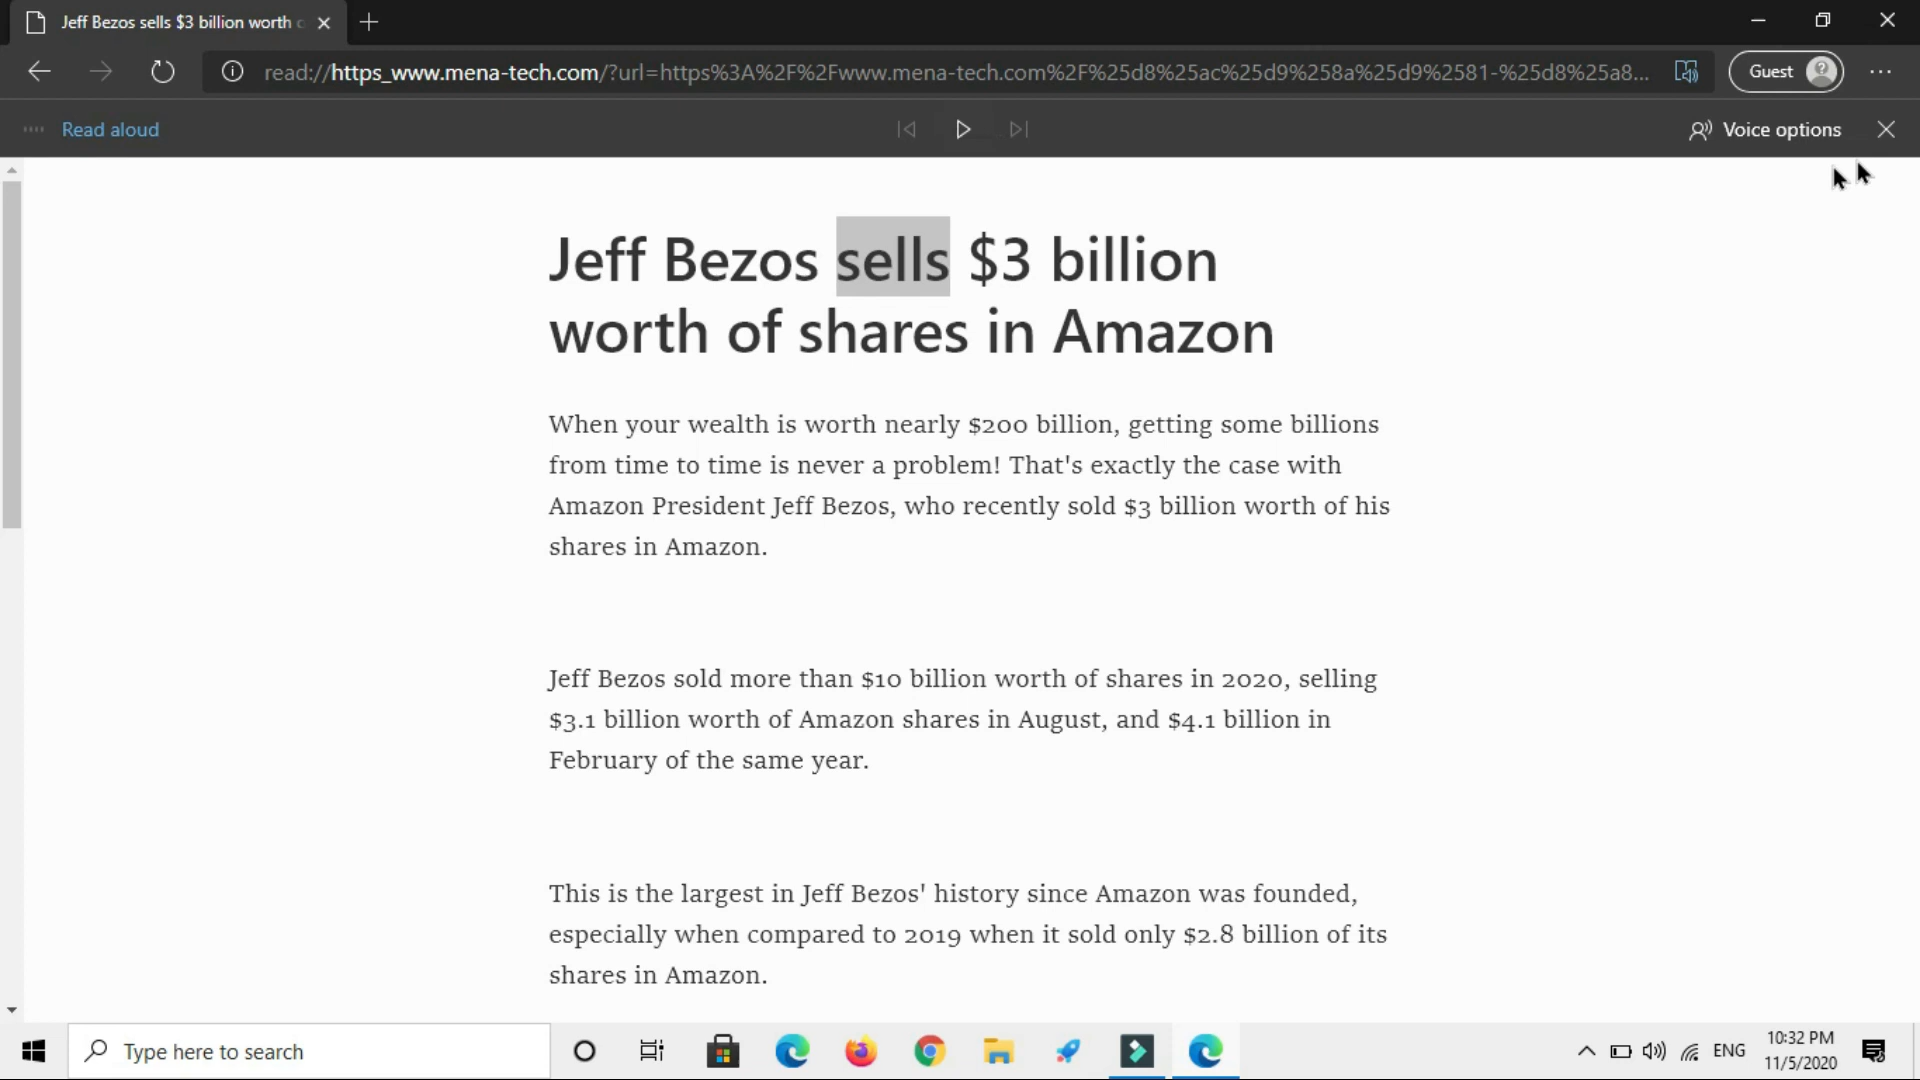 Jeff Bezos sells $3 billion worth
read://https_www.mena-tech.com/?url=https%3A%2F%2Fwww.mena-tech.com%2F%25d8%25ac%25d9%258a%25d9%2581-%25d8%25a8...
Guest
Read aloud
Voice options
Jeff Bezos sells $3 billion
worth of shares in Amazon
When your wealth is worth nearly $200 billion, getting some billions
from time to time is never a problem! That's exactly the case with
Amazon President Jeff Bezos, who recently sold $3 billion worth of his
shares in Amazon.
Jeff Bezos sold more than $10 billion worth of shares in 2020, selling
$3.1 billion worth of Amazon shares in August, and $4.1 billion in
February of the same year.
This is the largest in Jeff Bezos' history since Amazon was founded,
especially when compared to 2019 when it sold only $2.8 billion of its
shares in Amazon.
Type here to search
ENG
10:32 PM
11/5/2020